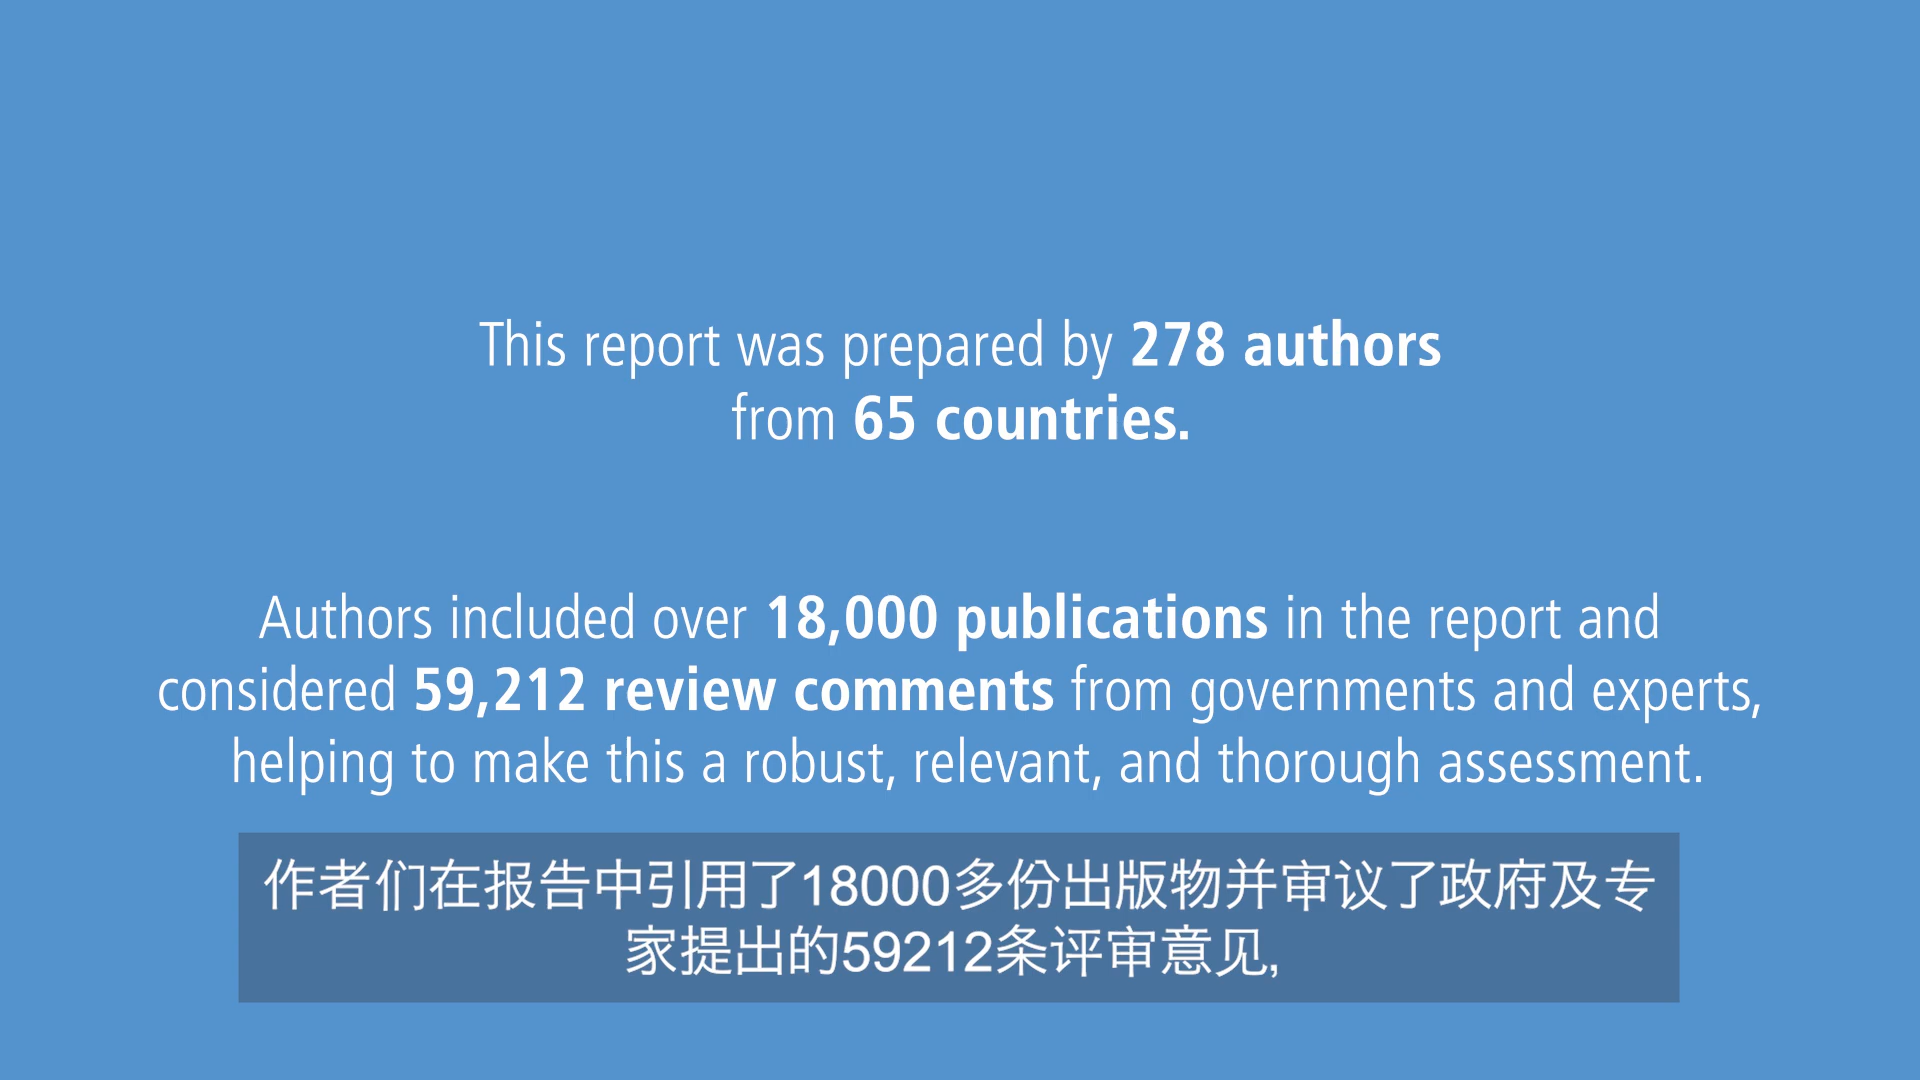 This report was prepared by 278 authors
from 65 countries.
Authors included over 18,000 publications in the report and
considered 59,212 review comments from governments and experts,
helping to make this a robust, relevant, and thorough assessment.
作者们在报告中引用了18000多份出版物并审议了政府及专
家提出的59212条评审意见,